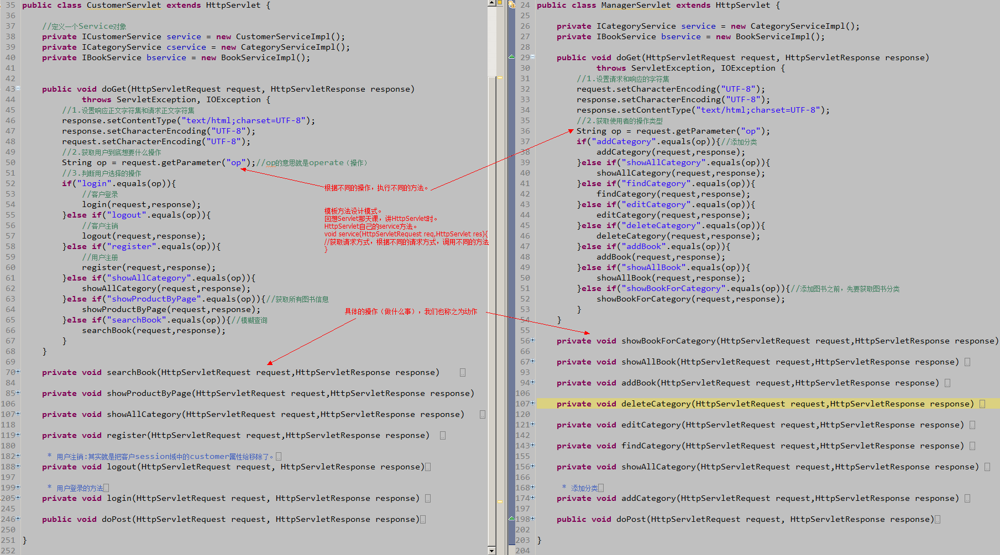 35 public class CustomerServlet extends HttpServlet {
36
37 //定义一个Service对象
38 private ICustomerService service = new CustomerServiceImpl();
39 private ICategoryService cservice = new CategoryServiceImpl();
40 private IBookService bservice = new BookServiceImpl();
41
42
43 public void doGet(HttpServletRequest request, HttpServletResponse response)
44 throws ServletException, IOException {
45 //1.设置响应正文字符集和请求正文字符集
46 response.setContentType("text/html;charset=UTF-8");
47 response.setCharacterEncoding("UTF-8");
48 request.setCharacterEncoding("UTF-8");
49 //2.获取用户到底想要什么操作
50 String op = request.getParameter("op");//op的意思就是operate（操作）
51 //3.判断用户选择的操作
52 if("login".equals(op)){
53 //客户登录
54 login(request,response);
55 }else if("logout".equals(op)){
56 //客户注销
57 logout(request,response);
58 }else if("register".equals(op)){
59 //用户注册
60 register(request,response);
61 }else if("showAllCategory".equals(op)){
62 showAllCategory(request,response);
63 }else if("showProductByPage".equals(op)){//获取所有图书信息
64 showProductByPage(request,response);
65 }else if("searchBook".equals(op)){//模糊查询
66 searchBook(request,response);
67 }
68 }
69
70 private void searchBook(HttpServletRequest request,HttpServletResponse response)
84
85 private void showProductByPage(HttpServletRequest request,HttpServletResponse response)
106
107 private void showAllCategory(HttpServletRequest request,HttpServletResponse response)
118
119 private void register(HttpServletRequest request,HttpServletResponse response)
180
182 * 用户注销:其实就是把客户session域中的customer属性给移除了。
188 private void logout(HttpServletRequest request, HttpServletResponse response)
197
199 * 用户登录的方法
205 private void login(HttpServletRequest request, HttpServletResponse response)
245
246 public void doPost(HttpServletRequest request, HttpServletResponse response)
250
251 }
252
根据不同的操作，执行不同的方法。
模板方法设计模式。
回想Servlet那天课，讲HttpServlet时。
HttpServlet自己的service方法。
void service(HttpServletRequest req,HttpServlet res){
//获取请求方式，根据不同的请求方式，调用不同的方法
}
具体的操作（做什么事），我们也称之为动作
24 public class ManagerServlet extends HttpServlet {
25
26 private ICategoryService service = new CategoryServiceImpl();
27 private IBookService bservice = new BookServiceImpl();
28
29 public void doGet(HttpServletRequest request, HttpServletResponse response)
30 throws ServletException, IOException {
31 //1.设置请求和响应的字符集
32 request.setCharacterEncoding("UTF-8");
33 response.setCharacterEncoding("UTF-8");
34 response.setContentType("text/html;charset=UTF-8");
35 //2.获取使用者的操作类型
36 String op = request.getParameter("op");
37 if("addCategory".equals(op)){//添加分类
38 addCategory(request,response);
39 }else if("showAllCategory".equals(op)){
40 showAllCategory(request,response);
41 }else if("findCategory".equals(op)){
42 findCategory(request,response);
43 }else if("editCategory".equals(op)){
44 editCategory(request,response);
45 }else if("deleteCategory".equals(op)){
46 deleteCategory(request,response);
47 }else if("addBook".equals(op)){
48 addBook(request,response);
49 }else if("showAllBook".equals(op)){
50 showAllBook(request,response);
51 }else if("showBookForCategory".equals(op)){//添加图书之前，先要获取图书分类
52 showBookForCategory(request,response);
53 }
54 }
55
56 private void showBookForCategory(HttpServletRequest request,HttpServletResponse response)
66
67 private void showAllBook(HttpServletRequest request,HttpServletResponse response)
93
94 private void addBook(HttpServletRequest request,HttpServletResponse response)
106
107 private void deleteCategory(HttpServletRequest request,HttpServletResponse response)
120
121 private void editCategory(HttpServletRequest request,HttpServletResponse response)
142
143 private void findCategory(HttpServletRequest request,HttpServletResponse response)
155
156 private void showAllCategory(HttpServletRequest request,HttpServletResponse response)
166
168 * 添加分类
174 private void addCategory(HttpServletRequest request,HttpServletResponse response)
197
198 public void doPost(HttpServletRequest request, HttpServletResponse response)
202
203 }
204